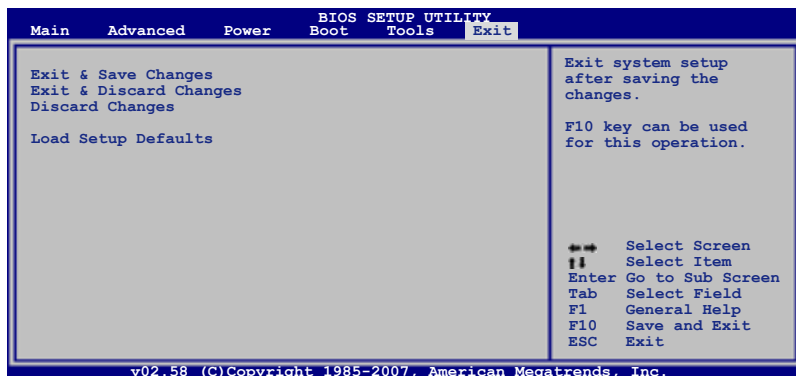 BIOS SETUP UTILITY
Main Advanced Power Boot Tools Exit
Exit & Save Changes
Exit & Discard Changes
Discard Changes
Load Setup Defaults
Exit system setup
after saving the
changes.
F10 key can be used
for this operation.
Select Screen
Select Item
Enter Go to Sub Screen
Tab Select Field
F1 General Help
F10 Save and Exit
ESC Exit
v02.58 (C)Copyright 1985-2007, American Megatrends, Inc.